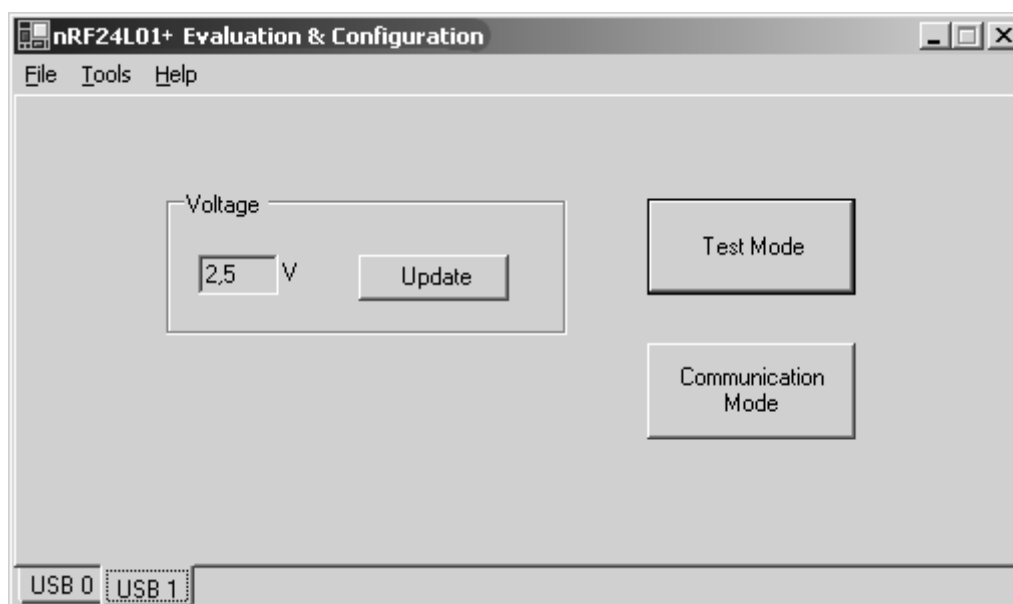 nRF24L01+ Evaluation & Configuration
File Tools Help
Voltage
2,5 V Update
Test Mode
Communication
Mode
USB 0 USB 1